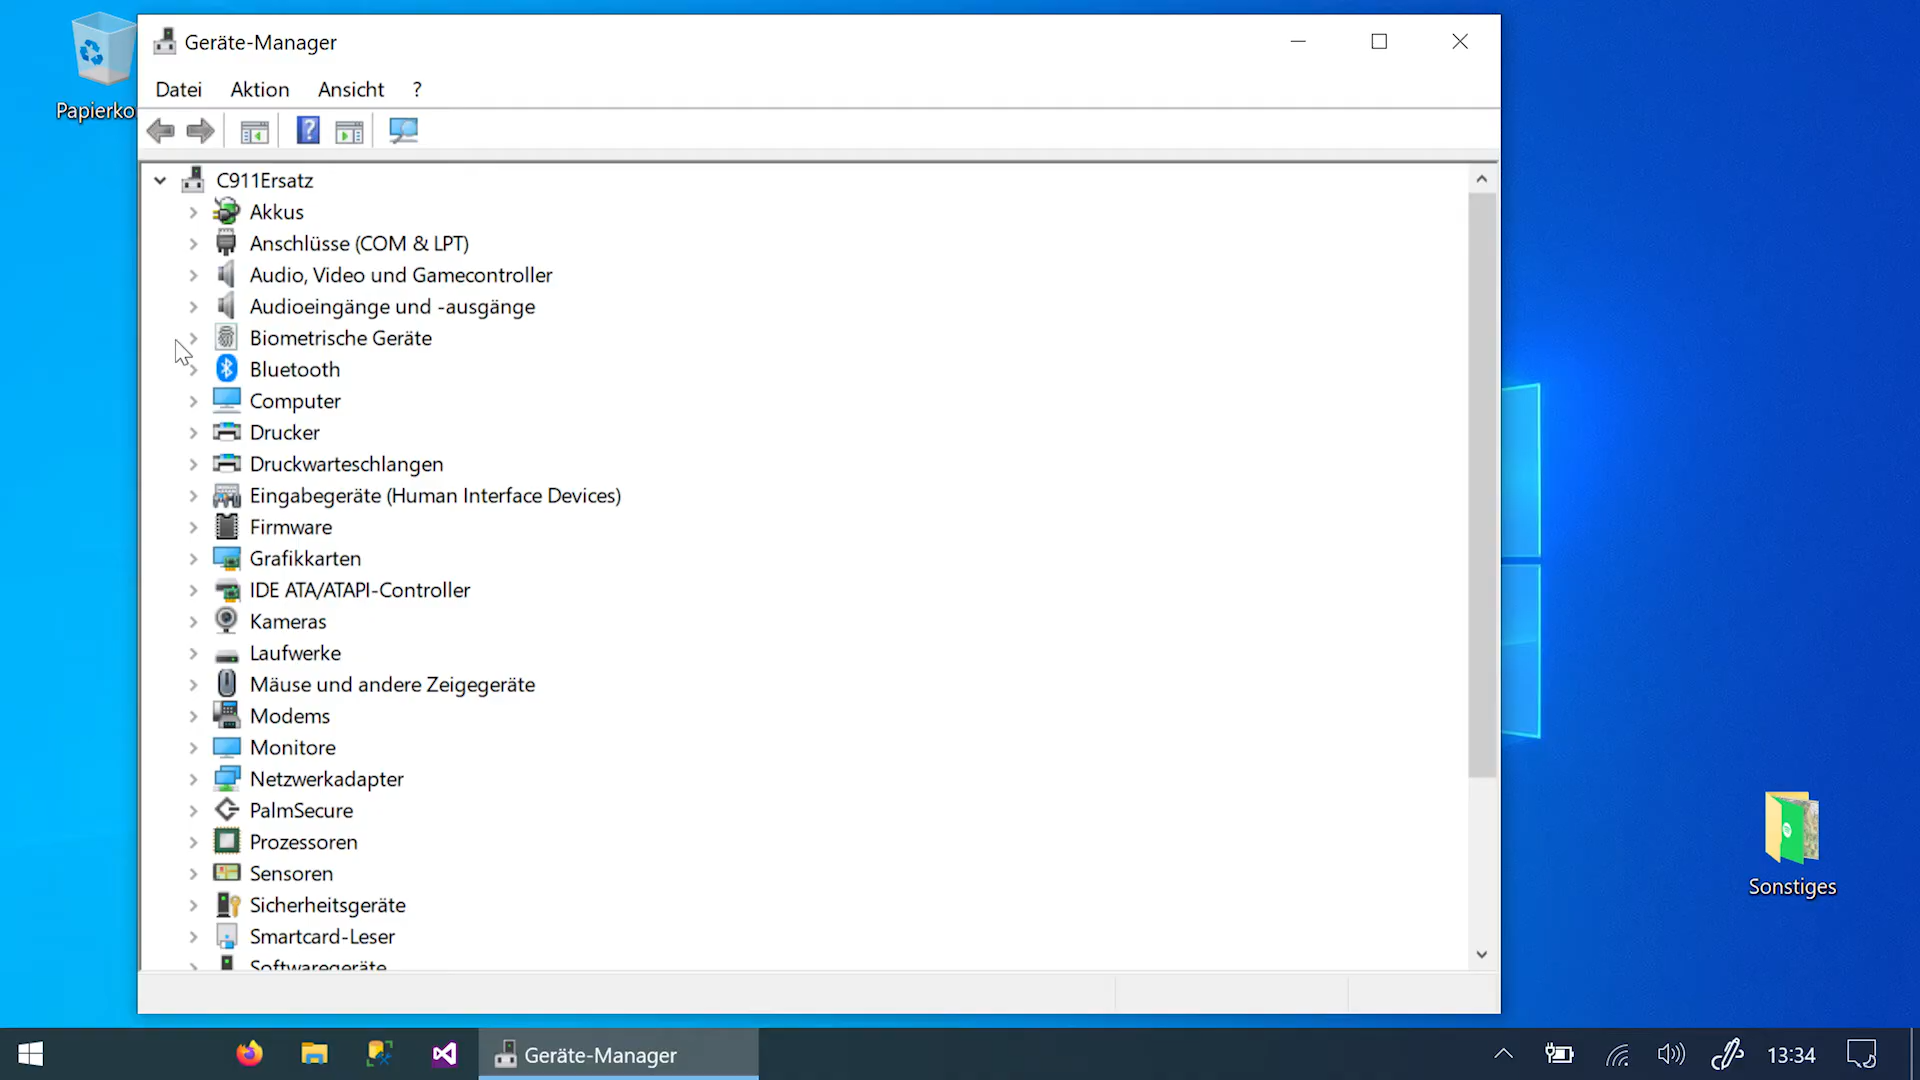 Papierko
Geräte-Manager
Datei Aktion Ansicht ?
C911Ersatz
Akkus
Anschlüsse (COM & LPT)
Audio, Video und Gamecontroller
Audioeingänge und -ausgänge
Biometrische Geräte
Bluetooth
Computer
Drucker
Druckwarteschlangen
Eingabegeräte (Human Interface Devices)
Firmware
Grafikkarten
IDE ATA/ATAPI-Controller
Kameras
Laufwerke
Mäuse und andere Zeigegeräte
Modems
Monitore
Netzwerkadapter
PalmSecure
Prozessoren
Sensoren
Sicherheitsgeräte
Smartcard-Leser
Softwaregeräte
Sonstiges
Geräte-Manager
13:34